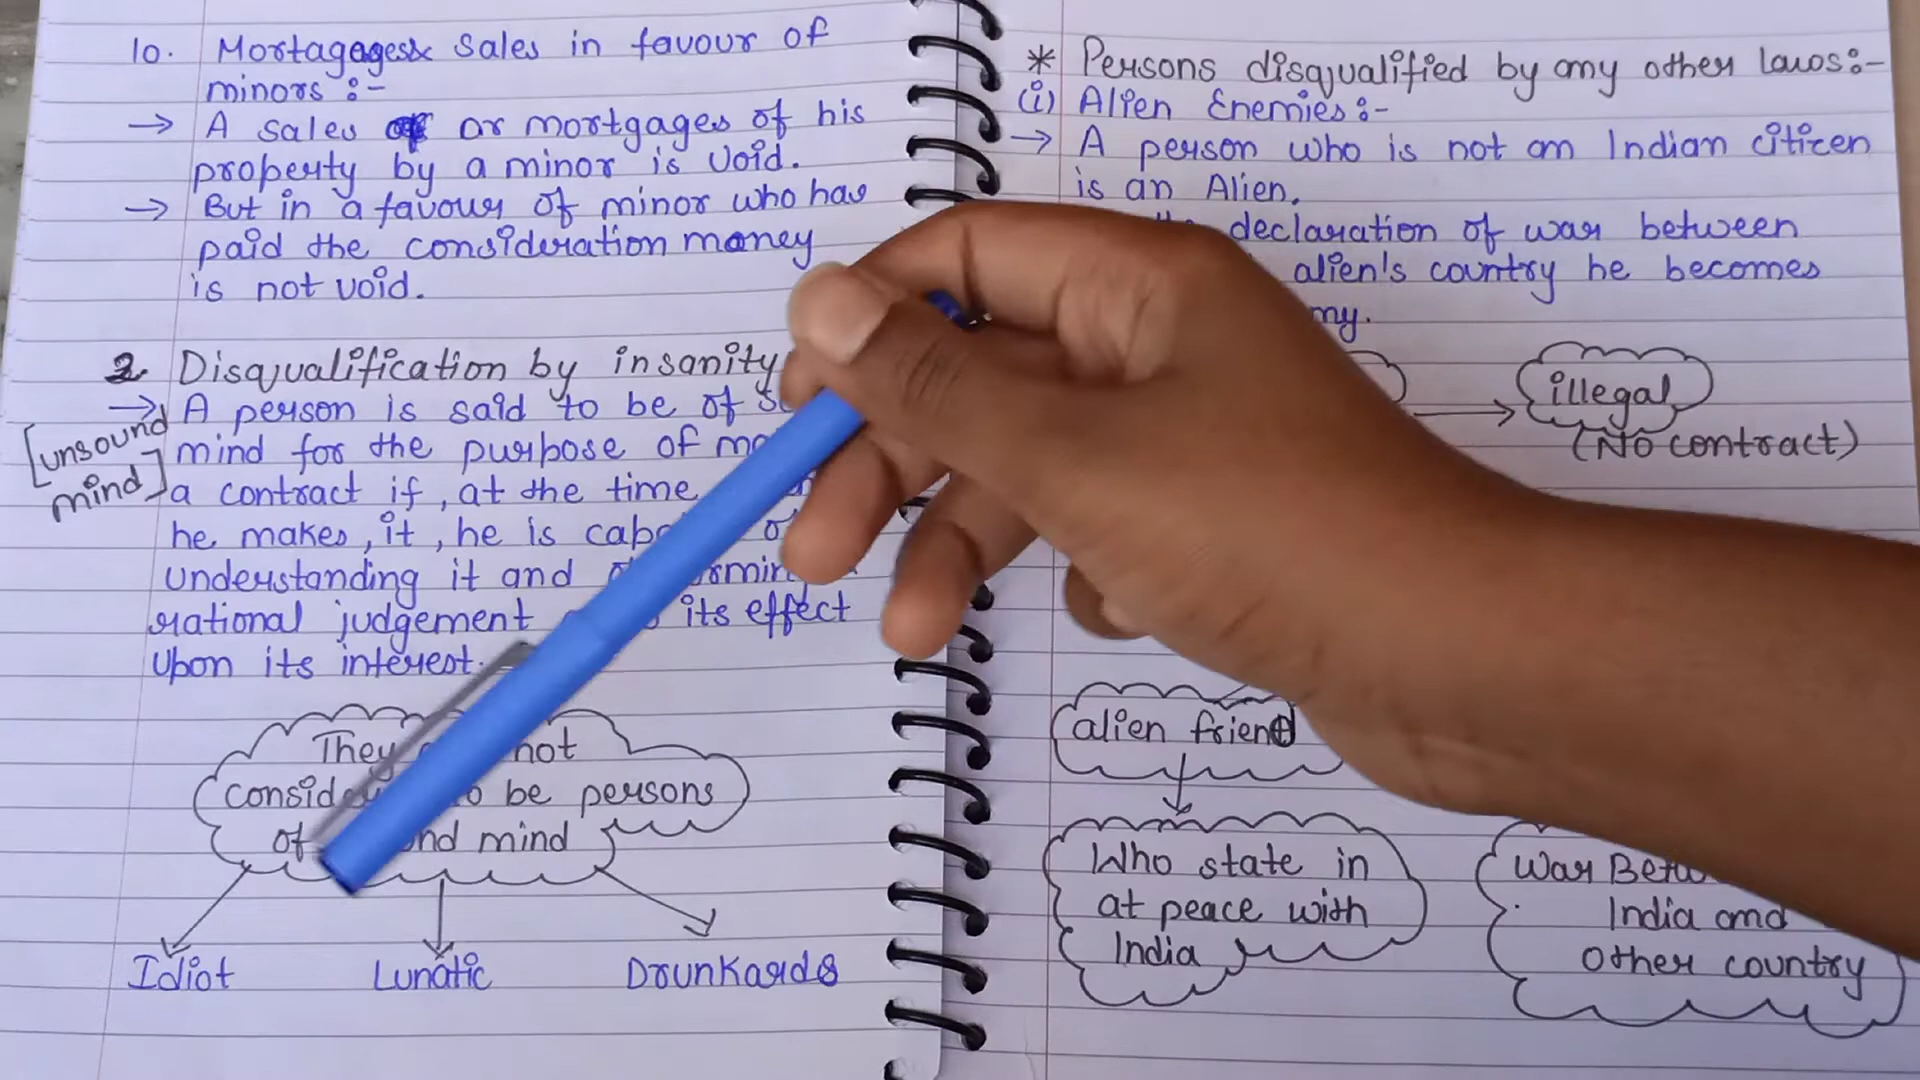 10. Mortagages& Sales in favour of
minors :-
→ A sales or mortgages of his
property by a minor is void.
→ But in a favour of minor who has
paid the consideration money
is not void.
2 Disqualification by insanity
→ A person is said to be of
[unsound mind]
mind for the purpose of
a contract if, at the time
he makes, it, he is
understanding it and
rational judgement its effect
upon its interest.
They not
be persons
of mind
Idiot Lunatic Drunkards
* Persons disqualified by any other laws:-
(i) Alien Enemies:-
→ A person who is not an Indian citicen
is an Alien.
declaration of war between
alien's country he becomes
illegal
(No contract)
alien friend
Who state in
at peace with
India
War
India and
other country